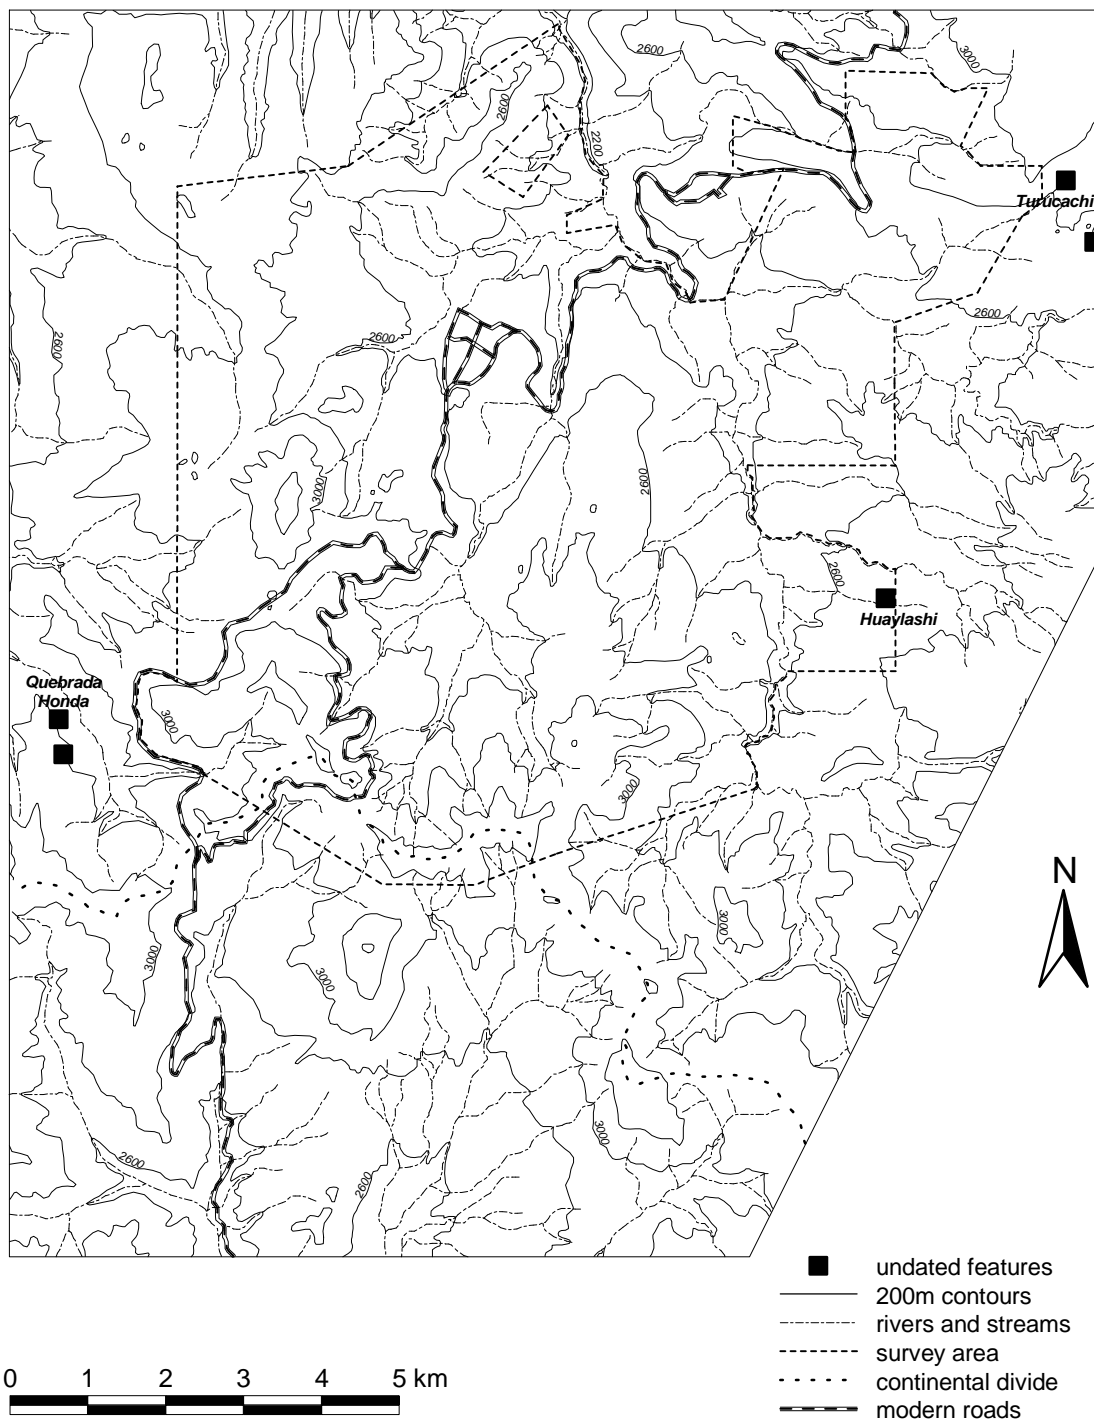 2600
3000
2600
2200
Turucachi
2600
2600
3000
2600
2600
Huaylashi
Quebrada
Honda
3000
3000
N
3000
3000
3000
3000
2600
2600
undated features
200m contours
rivers and streams
survey area
continental divide
modern roads
0 1 2 3 4 5 km